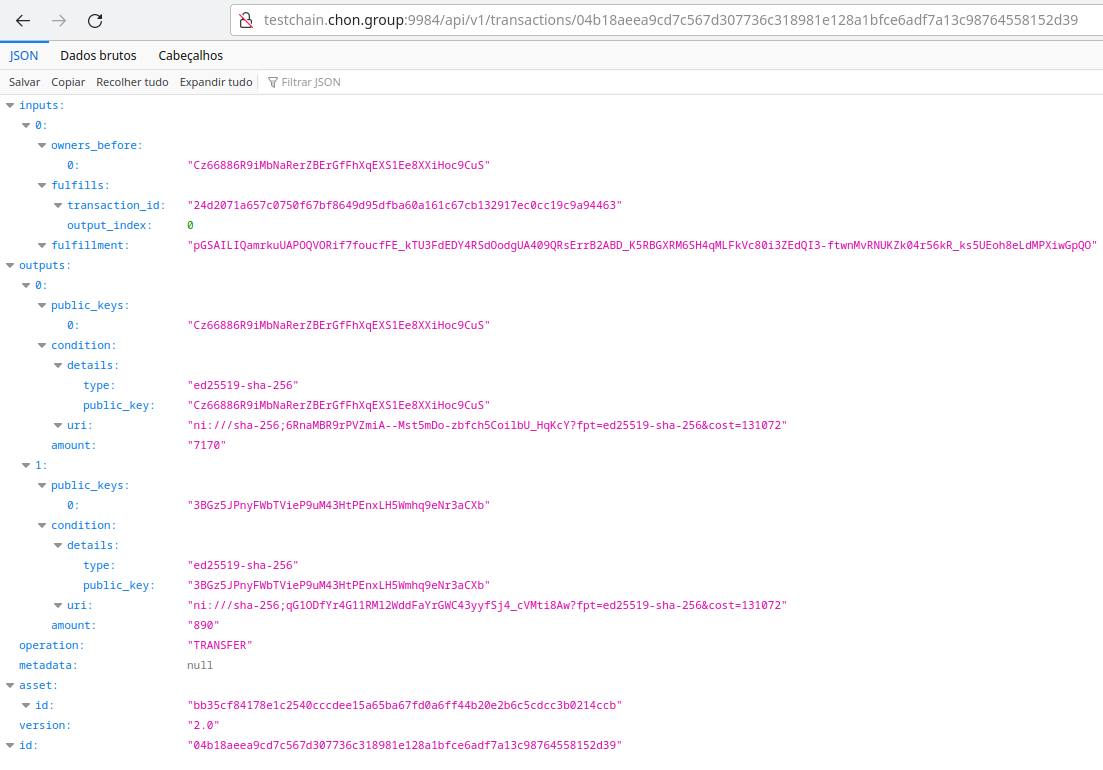 testchain.chon.group:9984/api/v1/transactions/04b18aeea9cd7c567d307736c318981e128a1bfce6adf7a13c98764558152d39
JSON Dados brutos Cabeçalhos
Salvar Copiar Recolher tudo Expandir tudo Filtrar JSON
inputs:
0:
owners_before:
0: "Cz66886R9iMbNaRerZBErGfFhXqEXS1Ee8XXiHoc9CuS"
fulfills:
transaction_id: "24d2071a657c0750f67bf8649d95dfba60a161c67cb132917ec0cc19c9a94463"
output_index: 0
fulfillment: "pGSAILIQamrkuUAPOQVORif7foucfFE_kTU3FdEDY4RSdOodgUA409QRsErrB2ABD_K5RBGXRM6SH4qMLFkVc80i3ZEdQI3-ftwnMvRNUKZk04r56kR_ks5UEoh8eLdMPXiwGpQO"
outputs:
0:
public_keys:
0: "Cz66886R9iMbNaRerZBErGfFhXqEXS1Ee8XXiHoc9CuS"
condition:
details:
type: "ed25519-sha-256"
public_key: "Cz66886R9iMbNaRerZBErGfFhXqEXS1Ee8XXiHoc9CuS"
uri: "ni:///sha-256;6RnaMBR9rPVZmiA--Mst5mDo-zbfch5CoilbU_HqKcY?fpt=ed25519-sha-256&cost=131072"
amount: "7170"
1:
public_keys:
0: "3BGz5JPnyFWbTVieP9uM43HtPEnxLH5Wmhq9eNr3aCXb"
condition:
details:
type: "ed25519-sha-256"
public_key: "3BGz5JPnyFWbTVieP9uM43HtPEnxLH5Wmhq9eNr3aCXb"
uri: "ni:///sha-256;qG1ODfYr4G11RMl2WddFaYrGWC43yyfSj4_cVMti8Aw?fpt=ed25519-sha-256&cost=131072"
amount: "890"
operation: "TRANSFER"
metadata: null
asset:
id: "bb35cf84178e1c2540cccdee15a65ba67fd0a6ff44b20e2b6c5cdcc3b0214ccb"
version: "2.0"
id: "04b18aeea9cd7c567d307736c318981e128a1bfce6adf7a13c98764558152d39"